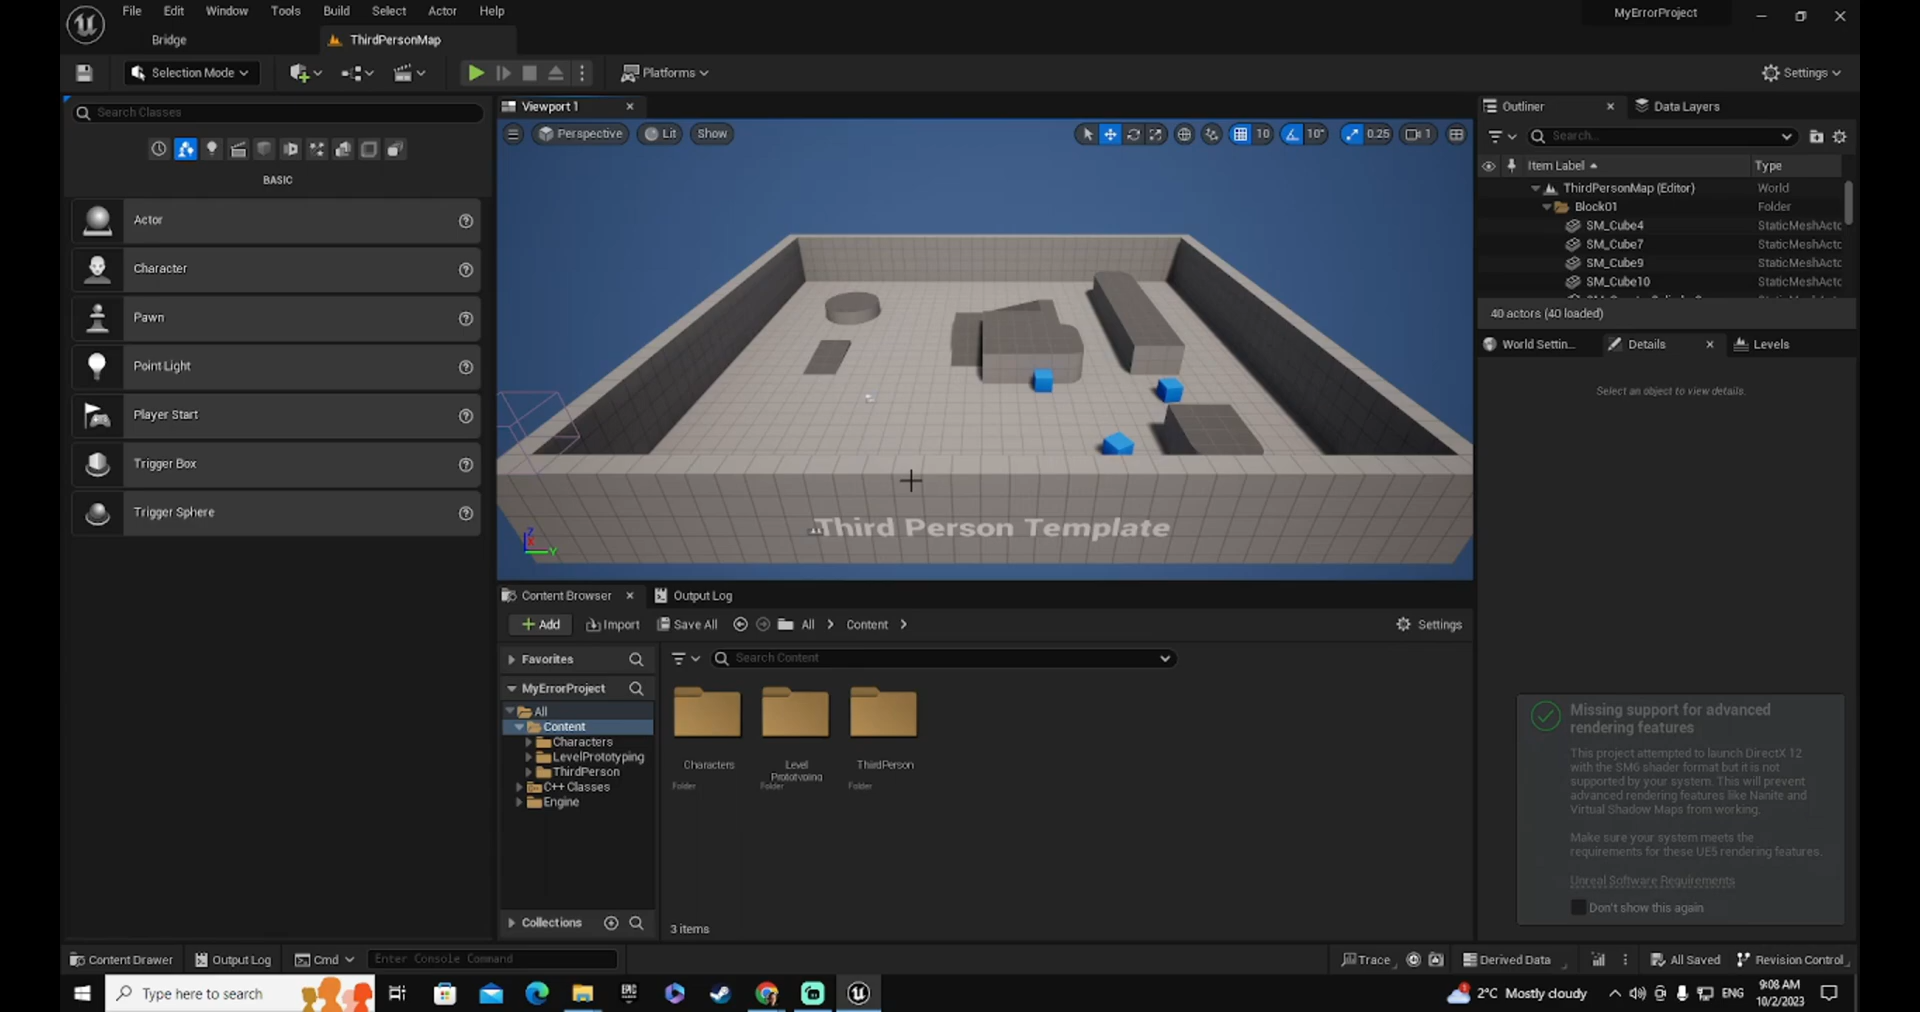 File Edit Window Tools Build Select Actor Help
MyErrorProject
Bridge
ThirdPersonMap
Selection Mode
Platforms
Settings
Search Classes
BASIC
Actor
Character
Pawn
Point Light
Player Start
Trigger Box
Trigger Sphere
Viewport 1
Perspective Lit Show
10 10° 0.25 1
Third Person Template
Z
X
Y
Outliner
Data Layers
Search...
Item Label Type
ThirdPersonMap (Editor) World
Block01 Folder
SM_Cube4 StaticMeshActo
SM_Cube7 StaticMeshActo
SM_Cube9 StaticMeshActo
SM_Cube10 StaticMeshActo
40 actors (40 loaded)
World Settin...
Details
Levels
Select an object to view details.
Content Browser
Output Log
Add Import Save All All Content
Settings
Favorites
MyErrorProject
All
Content
Characters
LevelPrototyping
ThirdPerson
C++ Classes
Engine
Collections
Search Content
Characters
Folder
Level
Prototyping
Folder
ThirdPerson
Folder
3 items
Missing support for advanced
rendering features
This project attempted to launch DirectX 12
with the SM6 shader format but it is not
supported by your system. This will prevent
advanced rendering features like Nanite and
Virtual Shadow Maps from working.
Make sure your system meets the
requirements for these UE5 rendering features.
Unreal Software Requirements
Don't show this again
Content Drawer Output Log Cmd Enter Console Command
Trace Derived Data All Saved Revision Control
Type here to search
EPIC
2°C Mostly cloudy
ENG
9:08 AM
10/2/2023